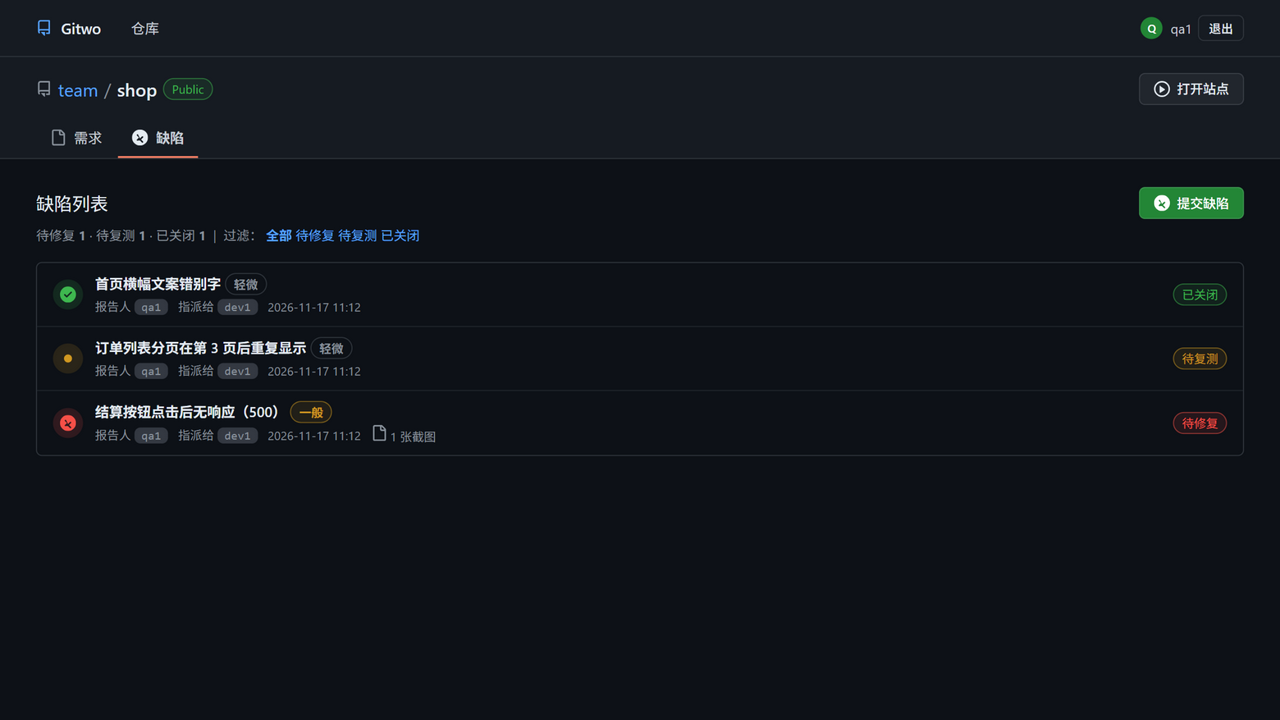 Gitwo 仓库 Q qa1 退出
team / shop Public 打开站点
需求 缺陷
缺陷列表 提交缺陷
待修复 1 · 待复测 1 · 已关闭 1 | 过滤： 全部 待修复 待复测 已关闭
首页横幅文案错别字 轻微
报告人 qa1 指派给 dev1 2026-11-17 11:12
已关闭
订单列表分页在第 3 页后重复显示 轻微
报告人 qa1 指派给 dev1 2026-11-17 11:12
待复测
结算按钮点击后无响应（500） 一般
报告人 qa1 指派给 dev1 2026-11-17 11:12 1 张截图
待修复